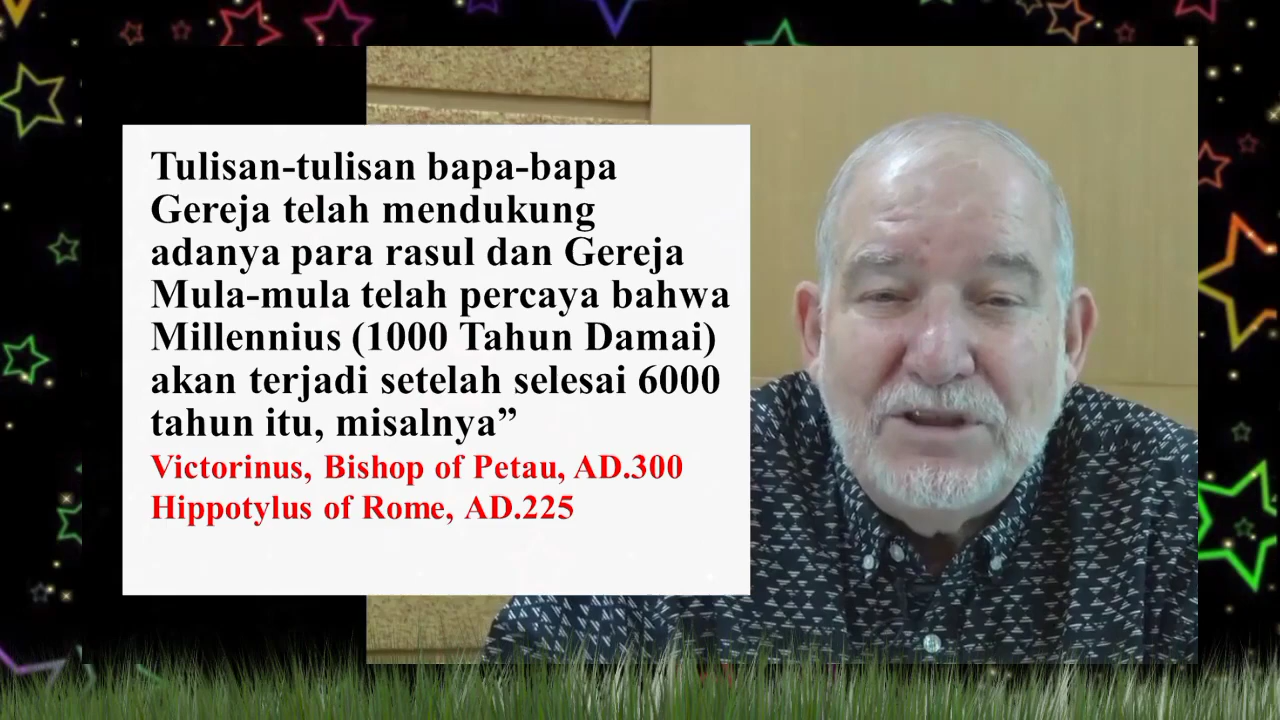 Tulisan-tulisan bapa-bapa
Gereja telah mendukung
adanya para rasul dan Gereja
Mula-mula telah percaya bahwa
Millennius (1000 Tahun Damai)
akan terjadi setelah selesai 6000
tahun itu, misalnya”
Victorinus, Bishop of Petau, AD.300
Hippotylus of Rome, AD.225